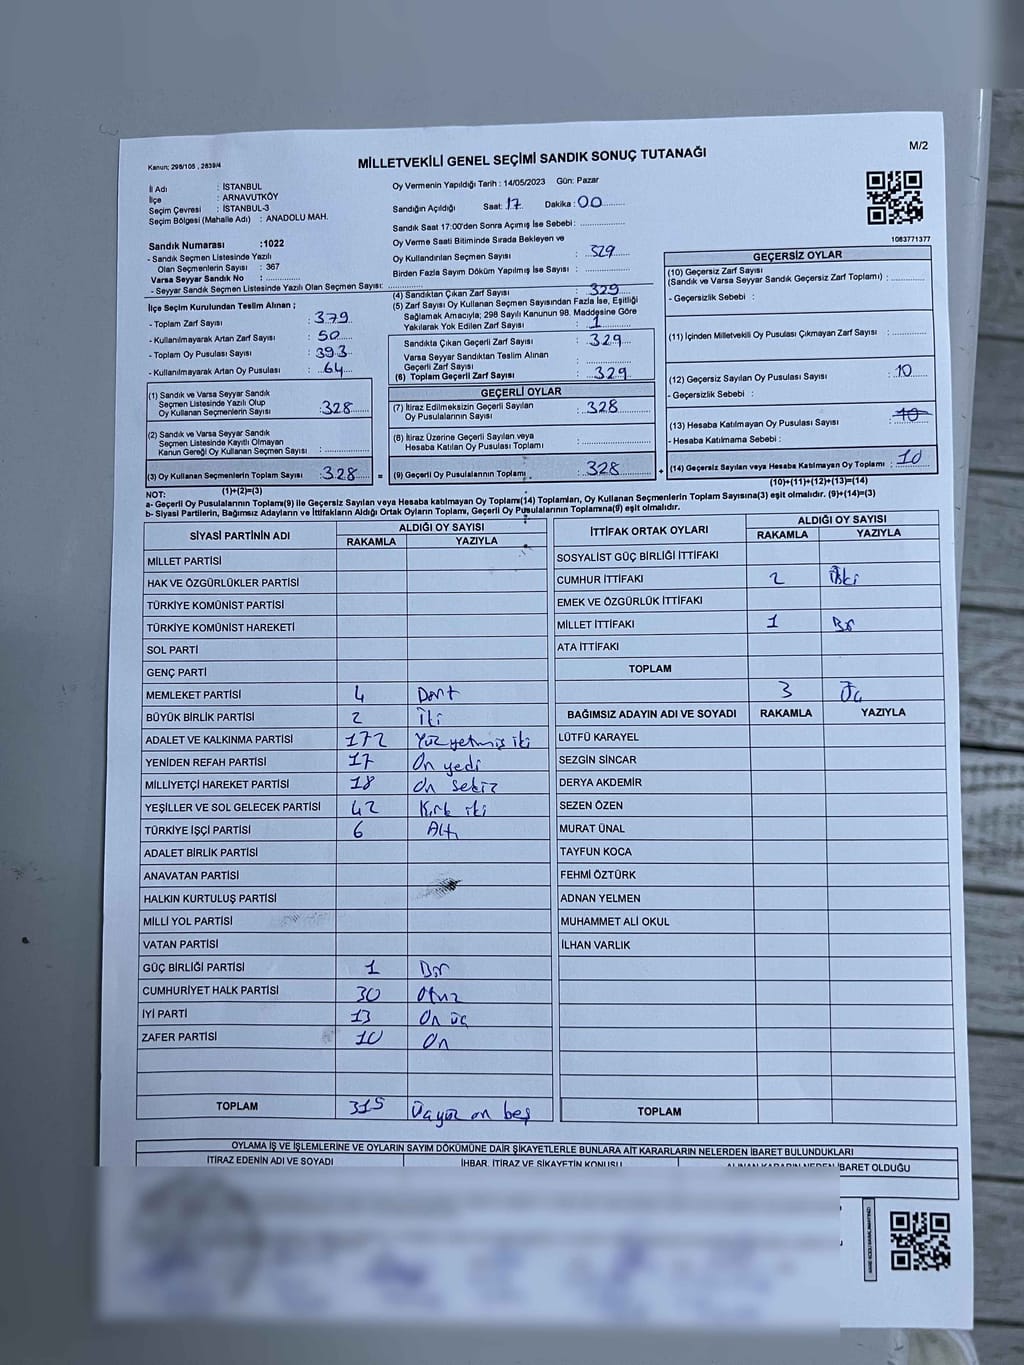 Kanun; 298/105 , 2839/4
MİLLETVEKİLİ GENEL SEÇİMİ SANDIK SONUÇ TUTANAĞI
M/2
İl Adı : İSTANBUL
İlçe : ARNAVUTKÖY
Seçim Çevresi : İSTANBUL-3
Seçim Bölgesi (Mahalle Adı) : ANADOLU MAH.
Sandık Numarası :1022
- Sandık Seçmen Listesinde Yazılı
Olan Seçmenlerin Sayısı : 367
Varsa Seyyar Sandık No :
- Seyyar Sandık Seçmen Listesinde Yazılı Olan Seçmen Sayısı:
Oy Vermenin Yapıldığı Tarih : 14/05/2023 Gün: Pazar
Sandığın Açıldığı Saat: 17 Dakika : 00
Sandık Saat 17:00'den Sonra Açımış İse Sebebi :
Oy Verme Saati Bitiminde Sırada Bekleyen ve
Oy Kullandırılan Seçmen Sayısı : 329
Birden Fazla Sayım Döküm Yapılmış İse Sayısı :
1083771377
İlçe Seçim Kurulundan Teslim Alınan ;
- Toplam Zarf Sayısı : 379
- Kullanılmayarak Artan Zarf Sayısı : 50
- Toplam Oy Pusulası Sayısı : 393
- Kullanılmayarak Artan Oy Pusulası : 64
(4) Sandıktan Çıkan Zarf Sayısı : 329
(5) Zarf Sayısı Oy Kullanan Seçmen Sayısından Fazla İse, Eşitliği
Sağlamak Amacıyla; 298 Sayılı Kanunun 98. Maddesine Göre
Yakılarak Yok Edilen Zarf Sayısı : 1
Sandıkta Çıkan Geçerli Zarf Sayısı : 329
Varsa Seyyar Sandıktan Teslim Alınan
Geçerli Zarf Sayısı :
(6) Toplam Geçerli Zarf Sayısı : 329
GEÇERSİZ OYLAR
(10) Geçersiz Zarf Sayısı
(Sandık ve Varsa Seyyar Sandık Geçersiz Zarf Toplamı) :
- Geçersizlik Sebebi :
(11) İçinden Milletvekili Oy Pusulası Çıkmayan Zarf Sayısı :
(12) Geçersiz Sayılan Oy Pusulası Sayısı : 10
- Geçersizlik Sebebi :
(13) Hesaba Katılmayan Oy Pusulası Sayısı : 10
- Hesaba Katılmama Sebebi :
(14) Geçersiz Sayılan veya Hesaba Katılmayan Oy Toplamı : 10
(10)+(11)+(12)+(13)=(14)
(1) Sandık ve Varsa Seyyar Sandık
Seçmen Listesinde Yazılı Olup
Oy Kullanan Seçmenlerin Sayısı :328
(2) Sandık ve Varsa Seyyar Sandık
Seçmen Listesinde Kayıtlı Olmayan
Kanun Gereği Oy Kullanan Seçmen Sayısı :
(3) Oy Kullanan Seçmenlerin Toplam Sayısı : 328 =
(1)+(2)=(3)
GEÇERLİ OYLAR
(7) İtiraz Edilmeksizin Geçerli Sayılan
Oy Pusulalarının Sayısı : 328
(8) İtiraz Üzerine Geçerli Sayılan veya
Hesaba Katılan Oy Pusulası Toplamı :
(9) Geçerli Oy Pusulalarının Toplamı : 328 +
NOT:
a- Geçerli Oy Pusulalarının Toplam(9) ile Geçersiz Sayılan veya Hesaba katılmayan Oy Toplam(14) Toplamları, Oy Kullanan Seçmenlerin Toplam Sayısına(3) eşit olmalıdır. (9)+(14)=(3)
b- Siyasi Partilerin, Bağımsız Adayların ve İttifakların Aldığı Ortak Oyların Toplamı, Geçerli Oy Pusulalarının Toplamına(9) eşit olmalıdır.
SİYASİ PARTİNİN ADI ALDIĞI OY SAYISI
RAKAMLA YAZIYLA
MİLLET PARTİSİ
HAK VE ÖZGÜRLÜKLER PARTİSİ
TÜRKİYE KOMÜNİST PARTİSİ
TÜRKİYE KOMÜNİST HAREKETİ
SOL PARTİ
GENÇ PARTİ
MEMLEKET PARTİSİ 4 Dört
BÜYÜK BİRLİK PARTİSİ 2 İki
ADALET VE KALKINMA PARTİSİ 172 Yüz yetmiş iki
YENİDEN REFAH PARTİSİ 17 On yedi
MİLLİYETÇİ HAREKET PARTİSİ 18 On sekiz
YEŞİLLER VE SOL GELECEK PARTİSİ 42 Kırk iki
TÜRKİYE İŞÇİ PARTİSİ 6 Altı
ADALET BİRLİK PARTİSİ
ANAVATAN PARTİSİ
HALKIN KURTULUŞ PARTİSİ
MİLLİ YOL PARTİSİ
VATAN PARTİSİ
GÜÇ BİRLİĞİ PARTİSİ 1 Bir
CUMHURİYET HALK PARTİSİ 30 Otuz
İYİ PARTİ 13 On üç
ZAFER PARTİSİ 10 On
TOPLAM 315 Üçyüz on beş
İTTİFAK ORTAK OYLARI ALDIĞI OY SAYISI
RAKAMLA YAZIYLA
SOSYALİST GÜÇ BİRLİĞİ İTTİFAKI
CUMHUR İTTİFAKI 2 İki
EMEK VE ÖZGÜRLÜK İTTİFAKI
MİLLET İTTİFAKI 1 Bir
ATA İTTİFAKI
TOPLAM
3 Üç
BAĞIMSIZ ADAYIN ADI VE SOYADI RAKAMLA YAZIYLA
LÜTFÜ KARAYEL
SEZGİN SİNCAR
DERYA AKDEMİR
SEZEN ÖZEN
MURAT ÜNAL
TAYFUN KOCA
FEHMİ ÖZTÜRK
ADNAN YELMEN
MUHAMMET ALİ OKUL
İLHAN VARLIK
TOPLAM
OYLAMA İŞ VE İŞLEMLERİNE VE OYLARIN SAYIM DÖKÜMÜNE DAİR ŞİKAYETLERLE BUNLARA AİT KARARLARIN NELERDEN İBARET BULUNDUKLARI
İTİRAZ EDENİN ADI VE SOYADI İHBAR, İTİRAZ VE ŞİKAYETİN KONUSU ALINAN KARARIN NEDEN İBARET OLDUĞU